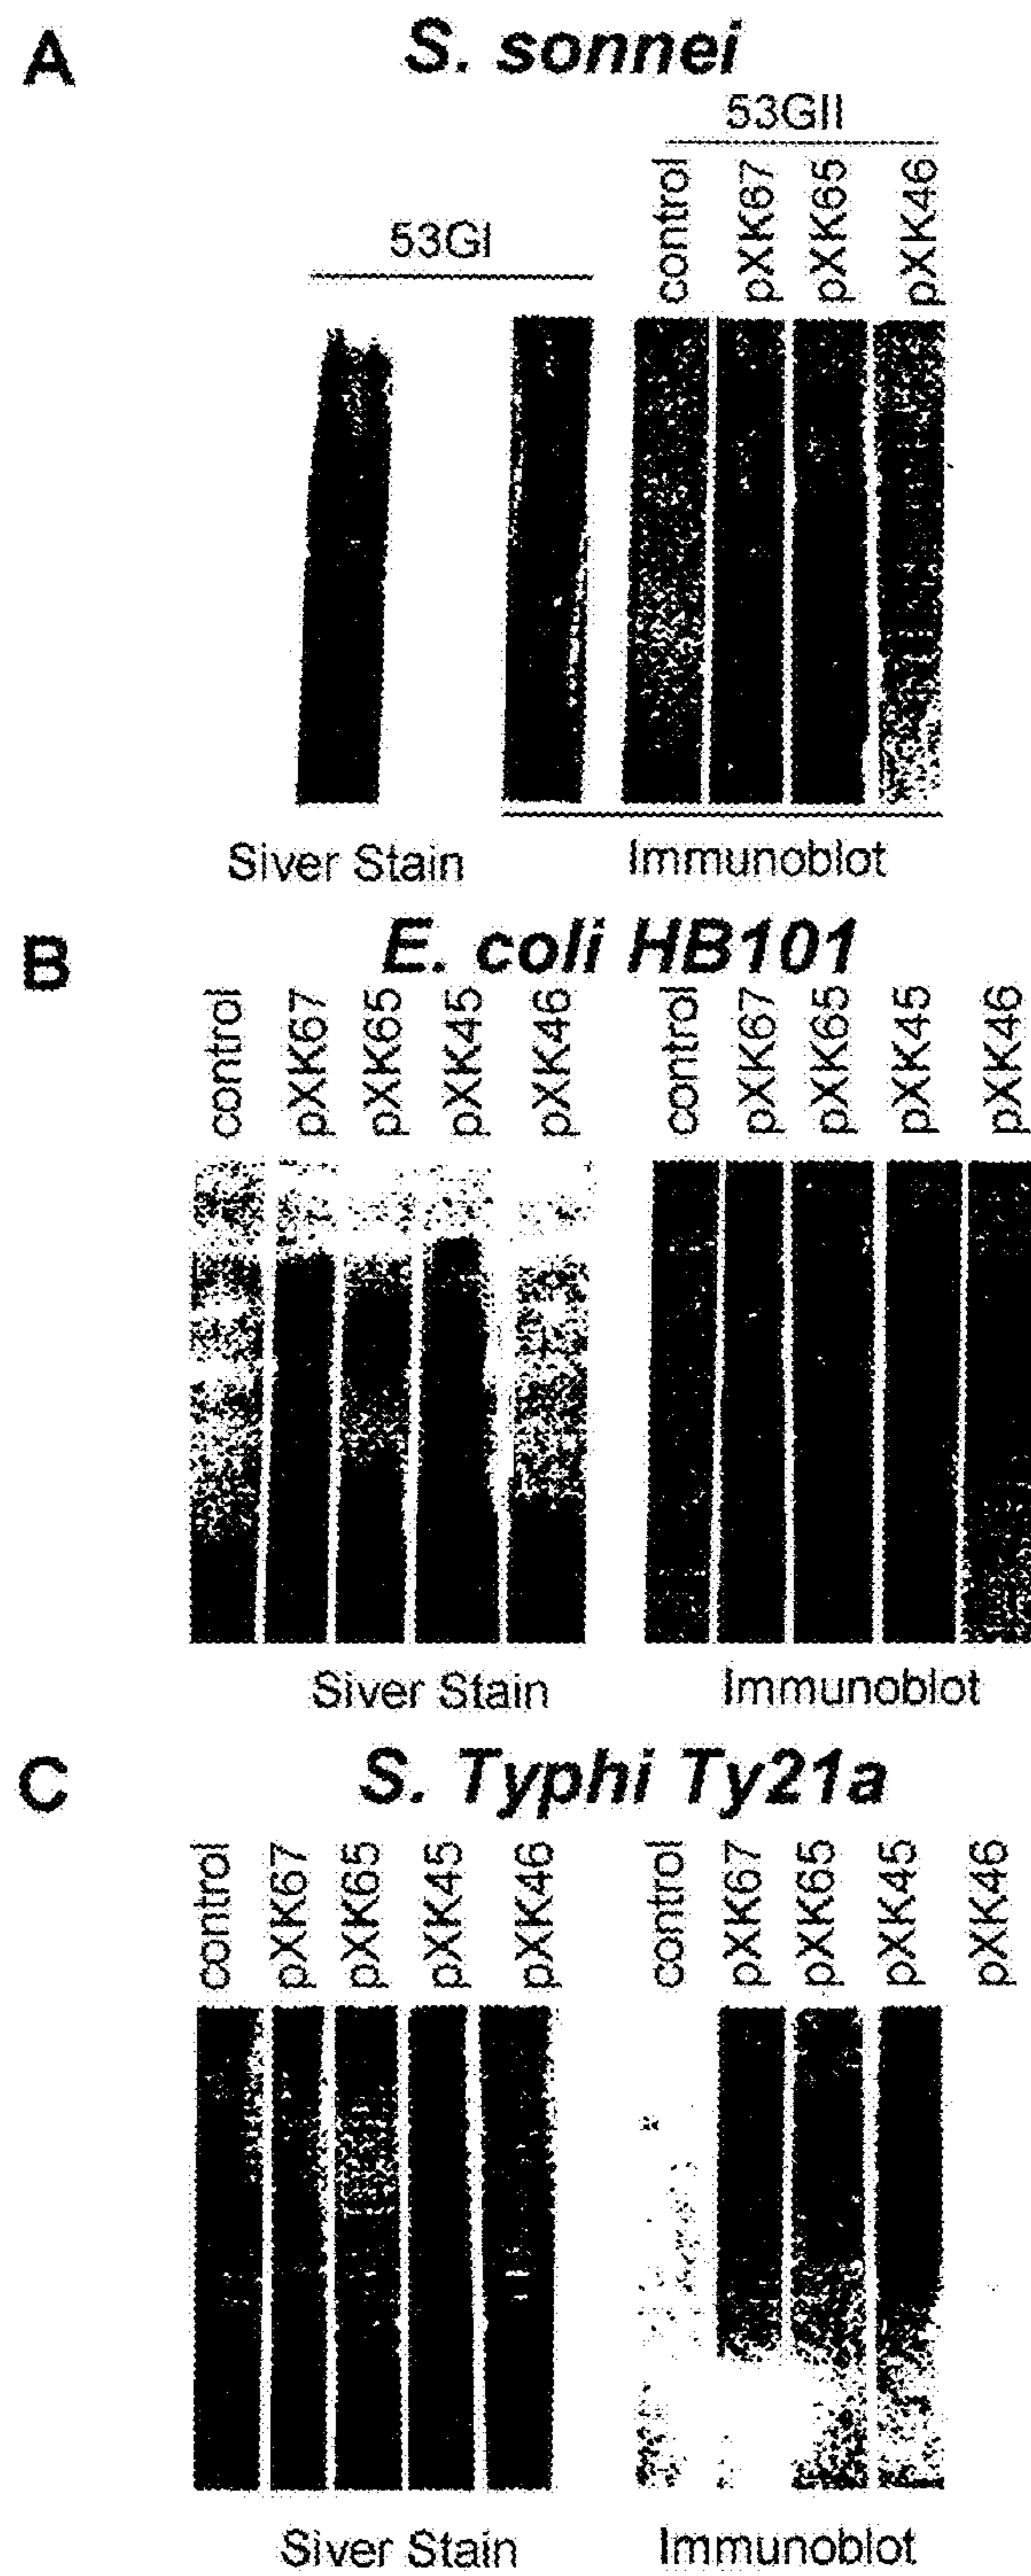 A
S. sonnei
53GII
53GI
control pXK67 pXK65 pXK46
Siver Stain
Immunoblot
B
E. coli HB101
control pXK67 pXK65 pXK45 pXK46
control pXK67 pXK65 pXK45 pXK46
Siver Stain
Immunoblot
C
S. Typhi Ty21a
control pXK67 pXK65 pXK45 pXK46
control pXK67 pXK65 pXK45 pXK46
Siver Stain
Immunoblot